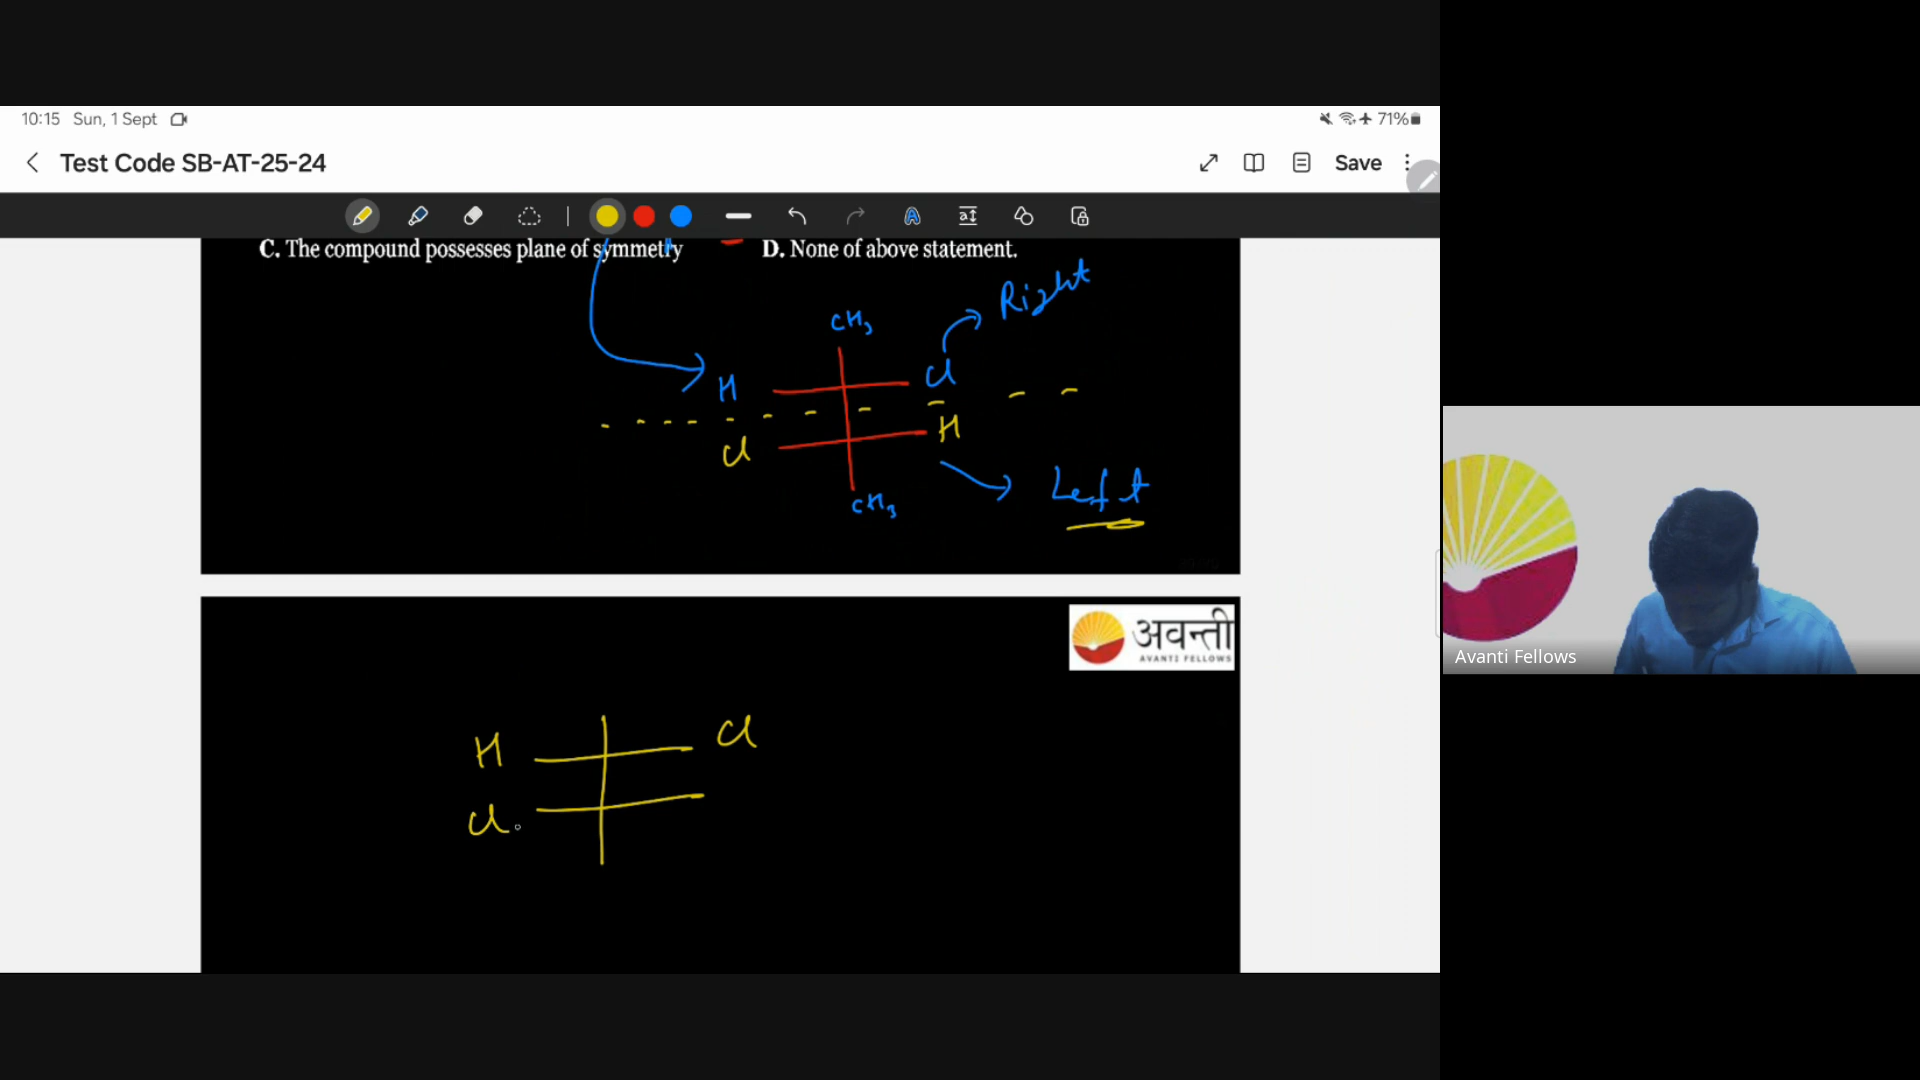 10:15 Sun, 1 Sept 71%
Test Code SB-AT-25-24 Save
C. The compound possesses plane of symmetry D. None of above statement.
Right
CH3
H Cl
Cl H
Left
CH3
अवन्ती
AVANTI FELLOWS
Avanti Fellows
H Cl
Cl